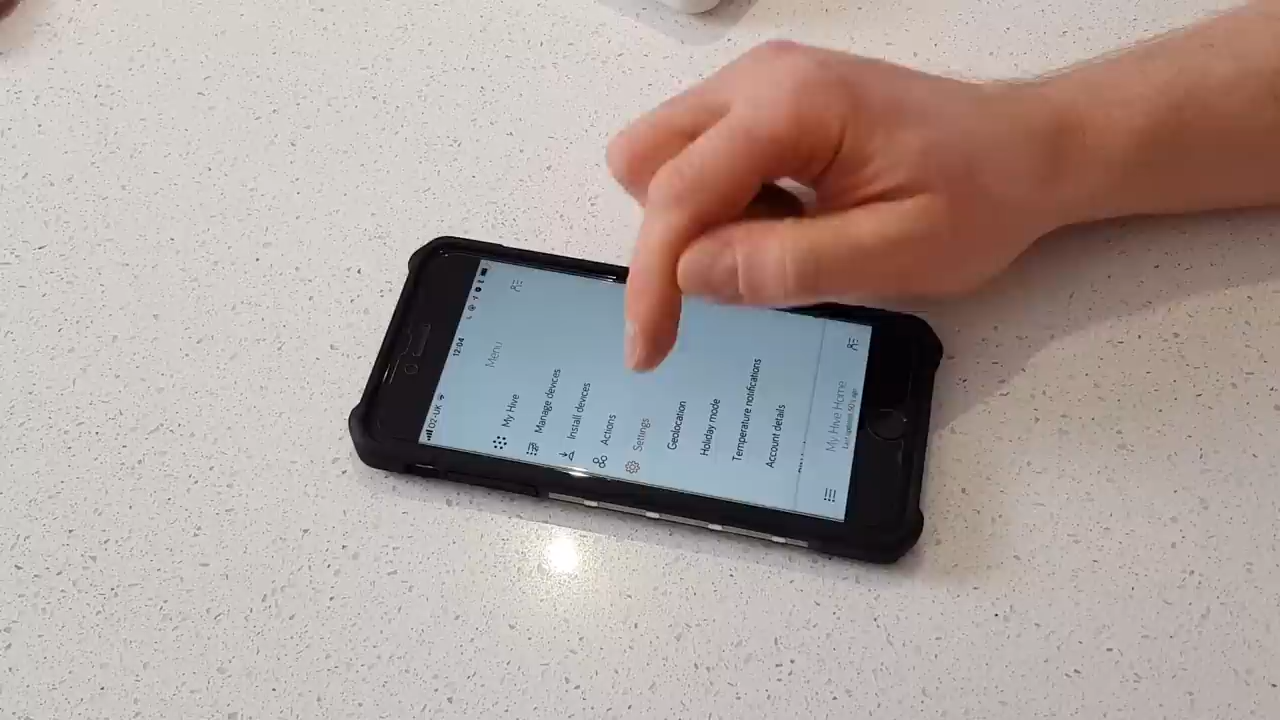 O2-UK
12:04
Menu
My Hive
Manage devices
Install devices
Actions
Settings
Geolocation
Holiday mode
Temperature notifications
Account details
My Hive Home